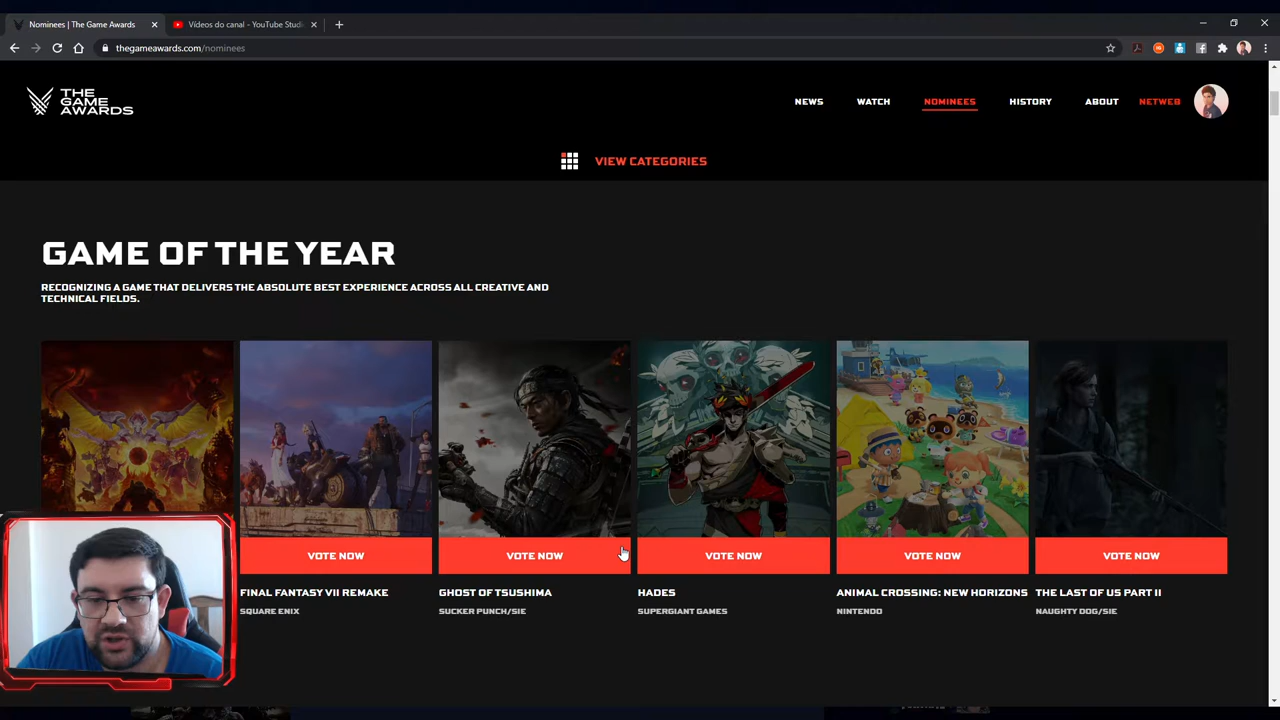 Nominees | The Game Awards
Vídeos do canal - YouTube Studi
thegameawards.com/nominees
THE
GAME
AWARDS
NEWS
WATCH
NOMINEES
HISTORY
ABOUT
NETWEB
VIEW CATEGORIES
GAME OF THE YEAR
RECOGNIZING A GAME THAT DELIVERS THE ABSOLUTE BEST EXPERIENCE ACROSS ALL CREATIVE AND
TECHNICAL FIELDS.
VOTE NOW
VOTE NOW
VOTE NOW
VOTE NOW
VOTE NOW
FINAL FANTASY VII REMAKE
GHOST OF TSUSHIMA
HADES
ANIMAL CROSSING: NEW HORIZONS
THE LAST OF US PART II
SQUARE ENIX
SUCKER PUNCH/SIE
SUPERGIANT GAMES
NINTENDO
NAUGHTY DOG/SIE